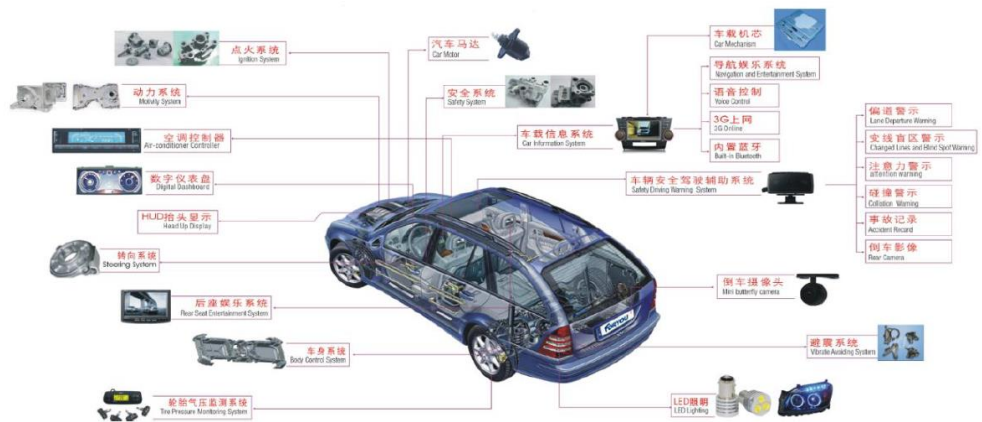 点火系统
Ignition System
汽车马达
Car Motor
车载机芯
Car Mechanism
导航娱乐系统
Navigation and Entertainment System
动力系统
Motivity System
安全系统
Safety System
语音控制
Voice Control
3G上网
3G Online
内置蓝牙
Built-in Bluetooth
空调控制器
Air-conditioner Controller
车载信息系统
Car Information System
偏道警示
Lane Departure Warning
变线盲区警示
Changed Lines and Blind Spot Warning
注意力警示
attention warning
碰撞警示
Collation Warning
事故记录
Accident Record
倒车影像
Rear Camera
数字仪表盘
Digital Dashboard
车辆安全驾驶辅助系统
Safety Driving Warning System
HUD抬头显示
Head Up Display
转向系统
Steering System
倒车摄像头
Mini butterfly camera
后座娱乐系统
Rear Seat Entertainment System
车身系统
Body Control System
避震系统
Vibrate Avoiding System
轮胎气压监测系统
Tire Pressure Monitoring System
LED照明
LED Lighting